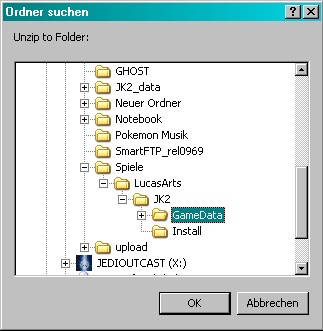 Ordner suchen
Unzip to Folder:
GHOST
JK2_data
Neuer Ordner
Notebook
Pokemon Musik
SmartFTP_rel0969
Spiele
LucasArts
JK2
GameData
Install
upload
JEDIOUTCAST (X:)
OK Abbrechen